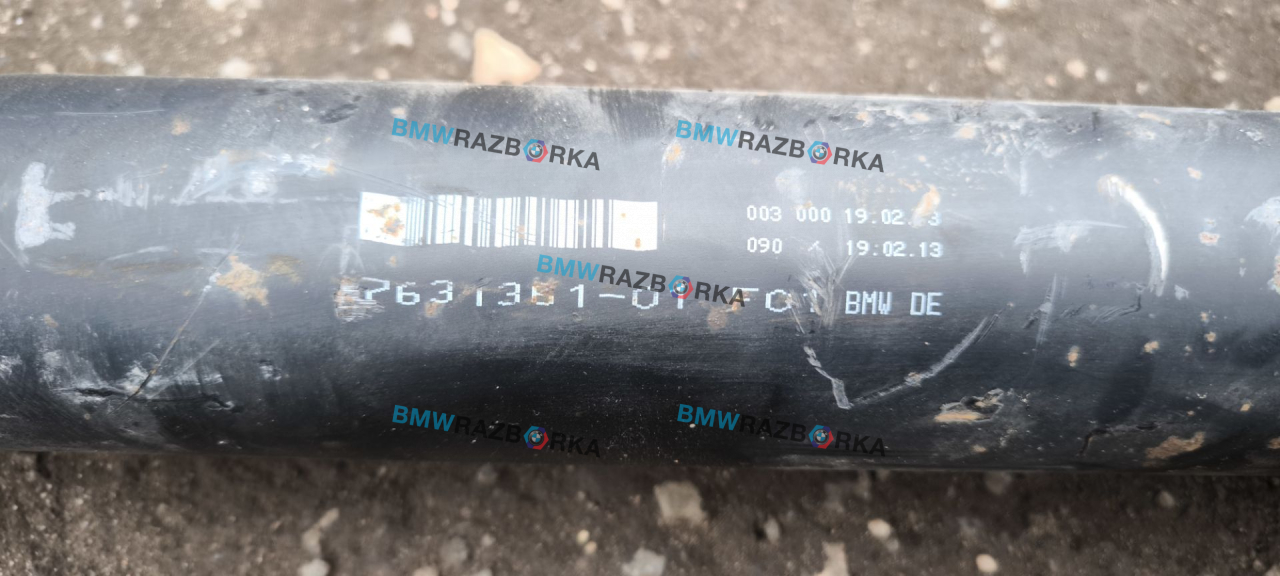 BMWRAZBORKA BMWRAZBORKA
003 000 19.02.13
090 19:02.13
BMWRAZBORKA
BMW DE
BMWRAZBORKA BMWRAZBORKA